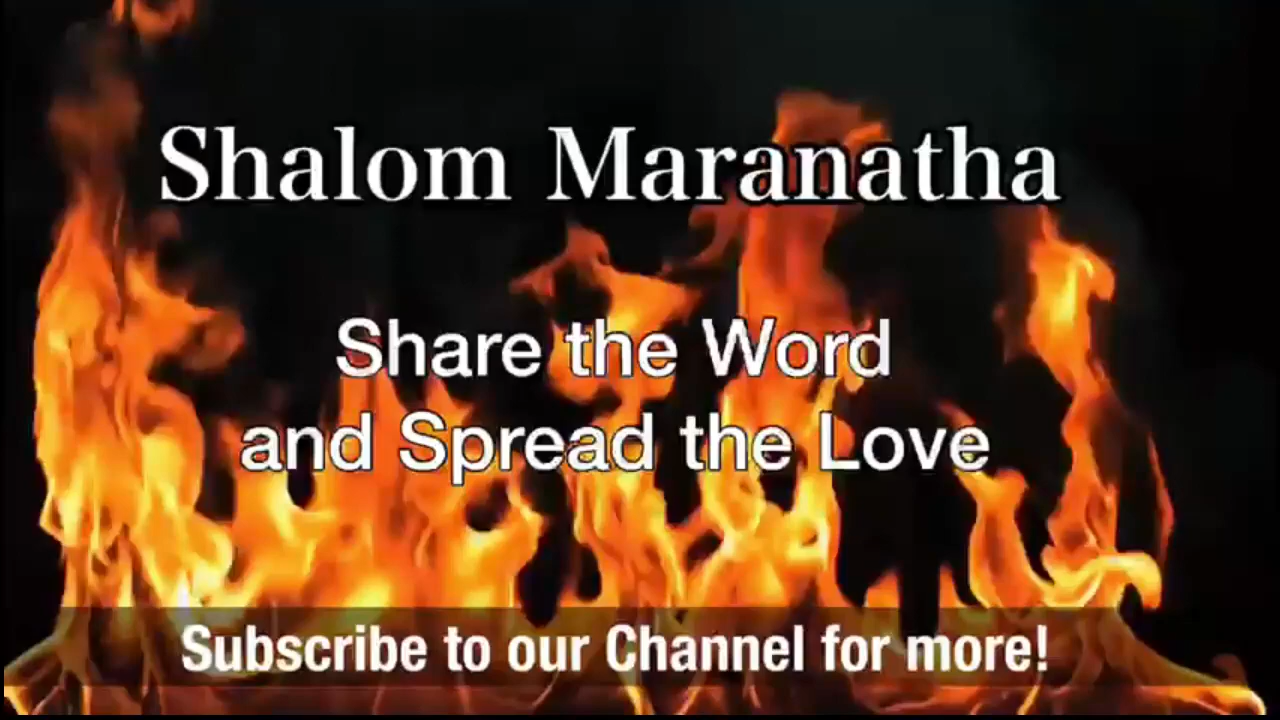 Shalom Maranatha
Share the Word
and Spread the Love
Subscribe to our Channel for more!